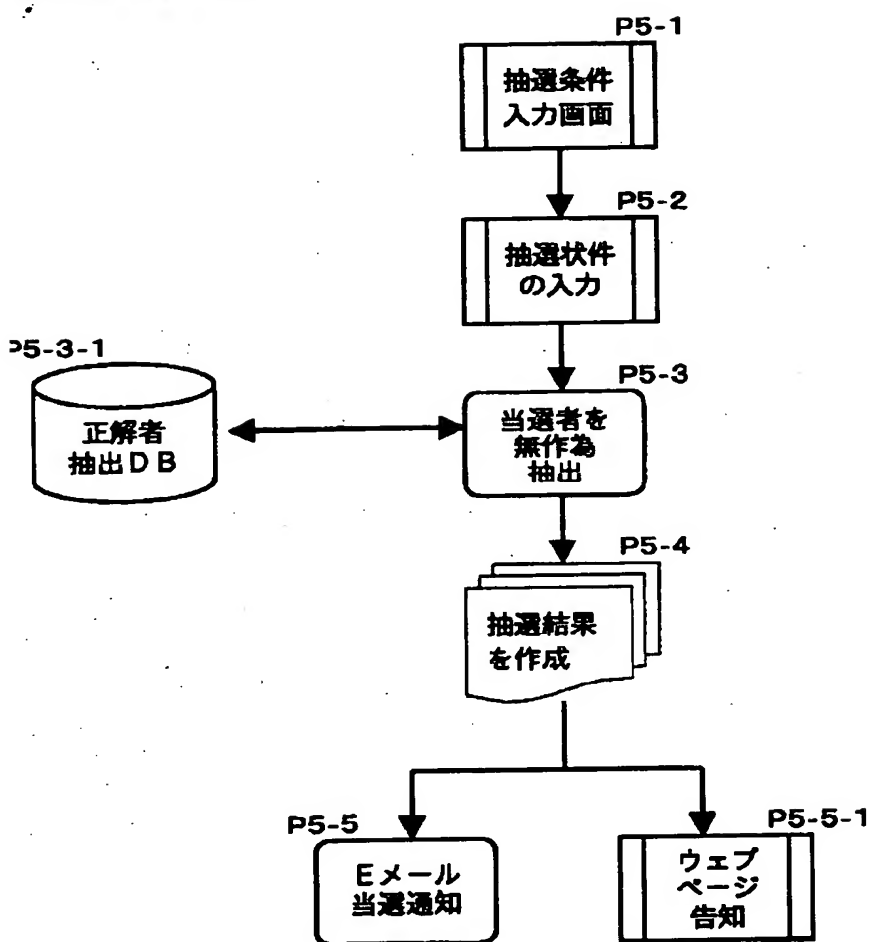 P5-1
抽選条件
入力画面
P5-2
抽選状件
の入力
P5-3-1
正解者
抽出DB
P5-3
当選者を
無作為
抽出
P5-4
抽選結果
を作成
P5-5
Eメール
当選通知
P5-5-1
ウェブ
ページ
告知